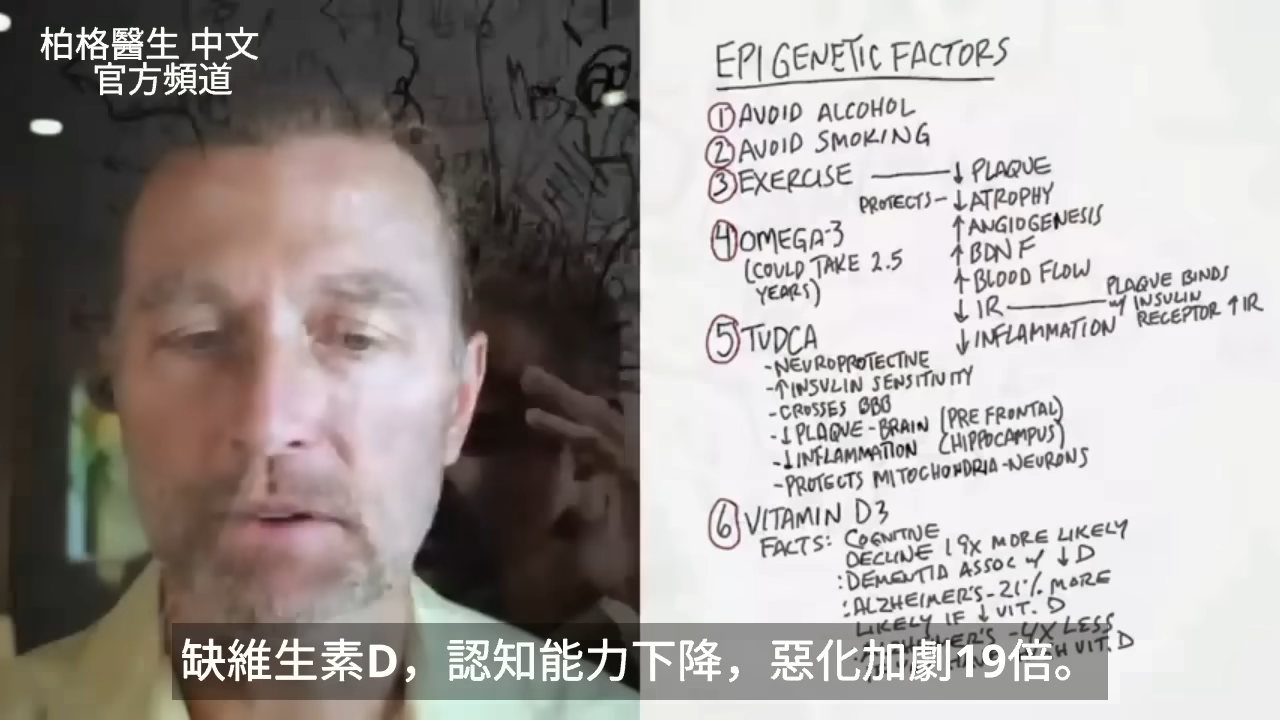 柏格醫生 中文
官方頻道
EPIGENETIC FACTORS
① AVOID ALCOHOL
② AVOID SMOKING
③ EXERCISE
↓ PLAQUE
PROTECTS- ↓ ATROPHY
↑ ANGIOGENESIS
↑ BDNF
↑ BLOOD FLOW
↓ IR
PLAQUE BINDS
w/ INSULIN
RECEPTOR ↑ IR
↓ INFLAMMATION
④ OMEGA-3
(COULD TAKE 2.5
YEARS)
⑤ TUDCA
-NEUROPROTECTIVE
-↑ INSULIN SENSITIVITY
-CROSSES BBB
-↓ PLAQUE-BRAIN (PRE FRONTAL)
(HIPPOCAMPUS)
-↓ INFLAMMATION
-PROTECTS MITOCHONDRIA-NEURONS
⑥ VITAMIN D3
FACTS: COGNITIVE
DECLINE 19X MORE LIKELY
:DEMENTIA ASSOC w/ ↓ D
:ALZHEIMER'S-21% MORE
LIKELY IF ↓ VIT. D
-4X LESS
VIT. D
缺維生素D，認知能力下降，惡化加劇19倍。